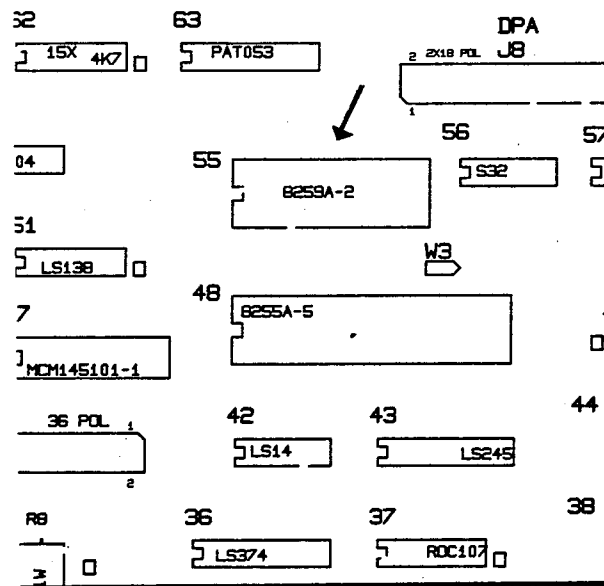 62 63 DPA
15X 4K7 PAT053 2 2X18 POL J8
1
56 57
04 55 8259A-2 S32
51 W3
LS138 48 8255A-5
7
MCM145101-1
36 POL 1 42 43 44
LS14 LS245
2
R8 36 37 38
1W LS374 ROC107